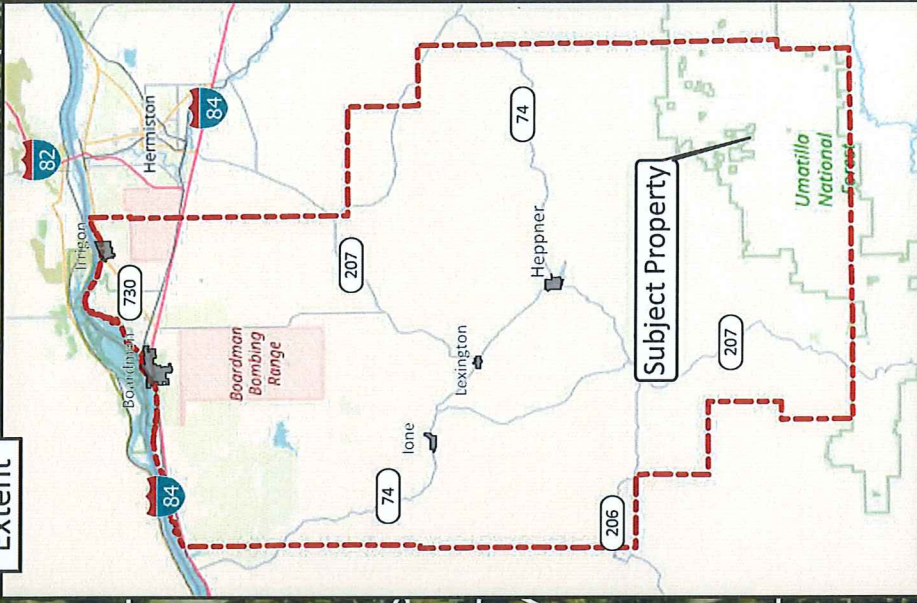 Extent
82
84
Hermiston
Irrigon
730
Boardman
84
Boardman
Bombing
Range
207
74
Ione
Lexington
Heppner
74
206
Subject Property
207
Umatilla
National
Forest